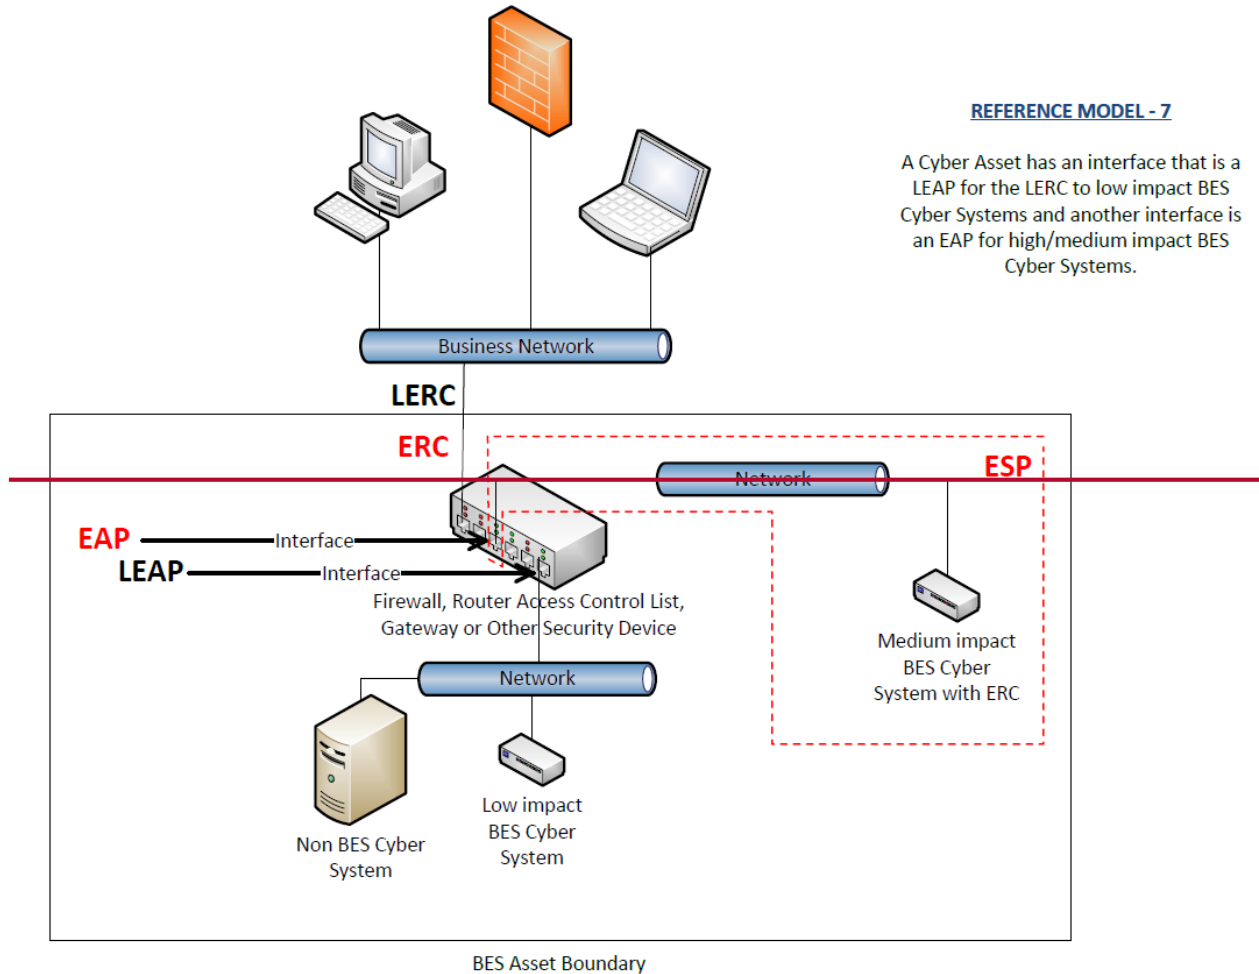 REFERENCE MODEL - 7
A Cyber Asset has an interface that is a
LEAP for the LERC to low impact BES
Cyber Systems and another interface is
an EAP for high/medium impact BES
Cyber Systems.
Business Network
LERC
ERC
Network
ESP
EAP
Interface
LEAP
Interface
Firewall, Router Access Control List,
Gateway or Other Security Device
Medium impact
BES Cyber
System with ERC
Network
Low impact
BES Cyber
System
Non BES Cyber
System
BES Asset Boundary